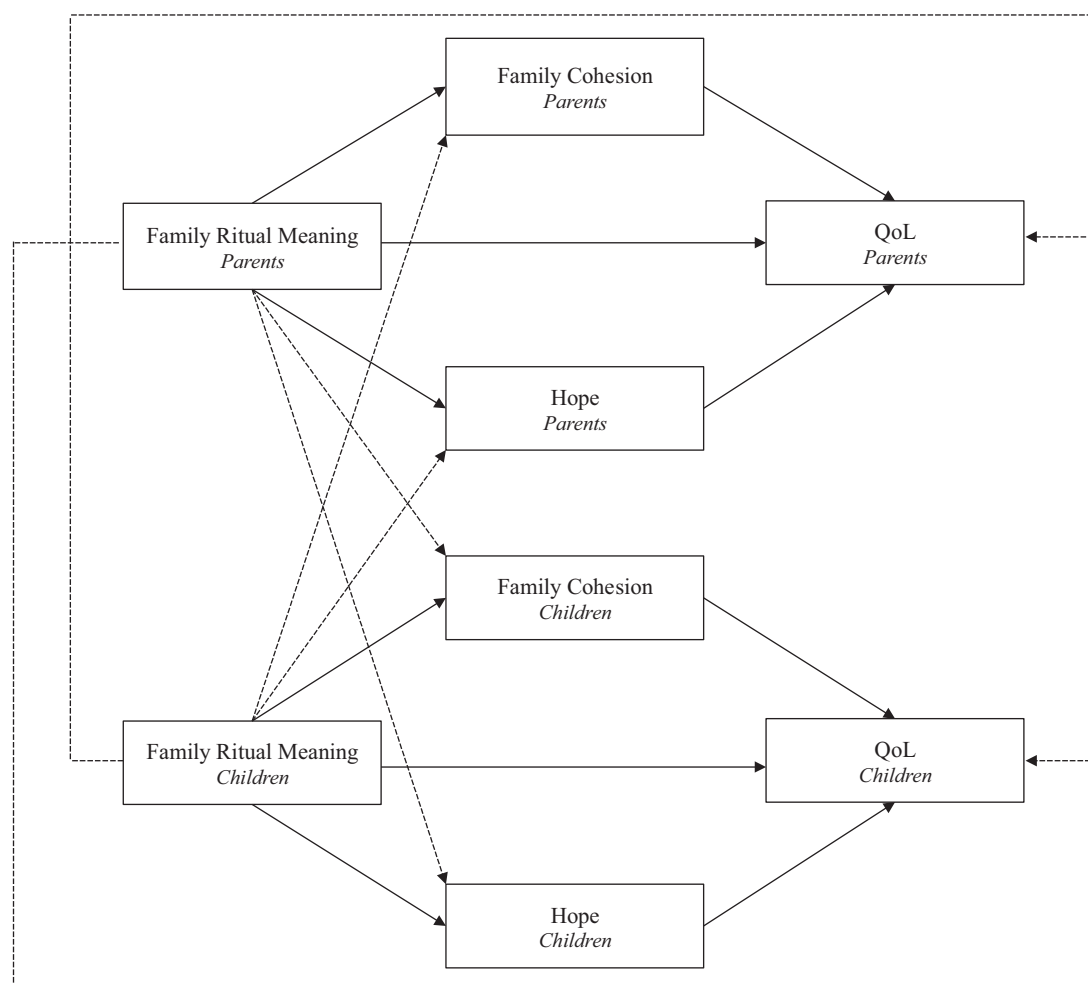 Family Cohesion
Parents
Family Ritual Meaning
Parents
QoL
Parents
Hope
Parents
Family Cohesion
Children
Family Ritual Meaning
Children
QoL
Children
Hope
Children